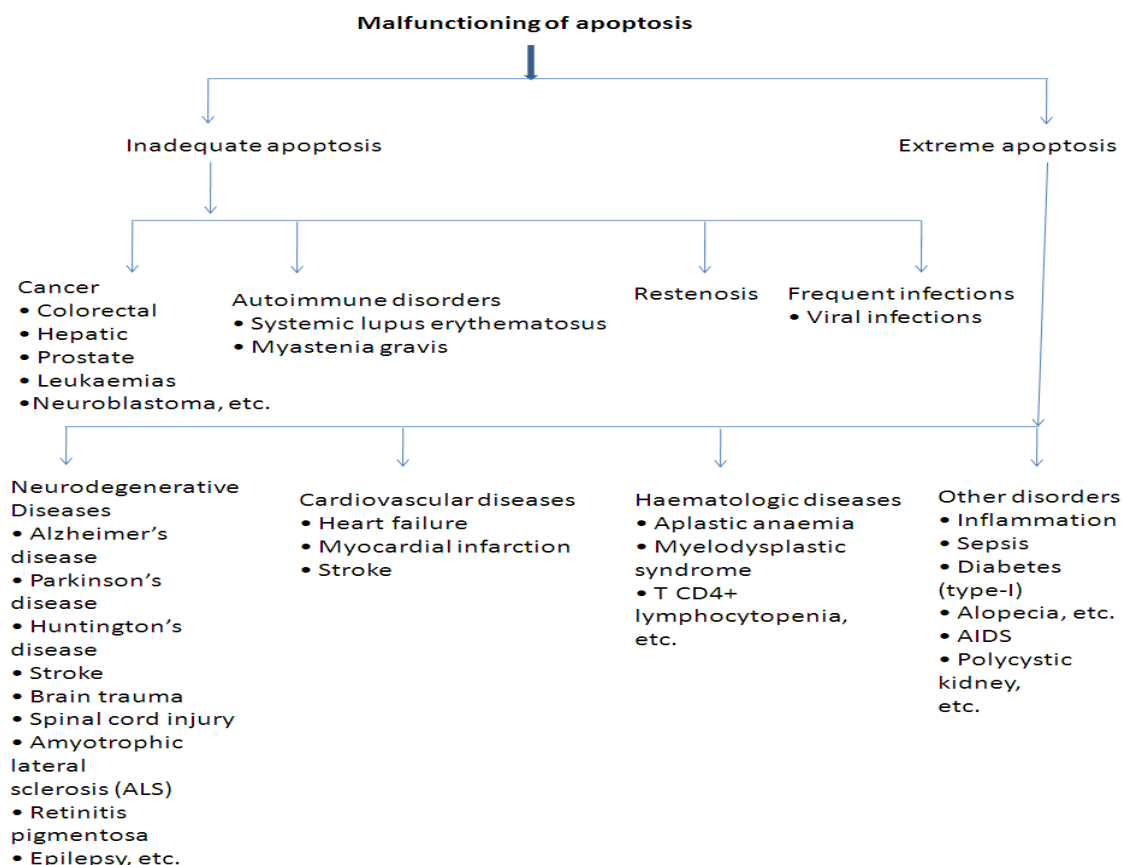 Malfunctioning of apoptosis
Inadequate apoptosis
Extreme apoptosis
Cancer
• Colorectal
• Hepatic
• Prostate
• Leukaemias
•Neuroblastoma, etc.
Autoimmune disorders
• Systemic lupus erythematosus
• Myastenia gravis
Restenosis
Frequent infections
• Viral infections
Neurodegenerative
Diseases
• Alzheimer’s
disease
• Parkinson’s
disease
• Huntington’s
disease
• Stroke
• Brain trauma
• Spinal cord injury
• Amyotrophic
lateral
sclerosis (ALS)
• Retinitis
pigmentosa
• Epilepsy, etc.
Cardiovascular diseases
• Heart failure
• Myocardial infarction
• Stroke
Haematologic diseases
• Aplastic anaemia
• Myelodysplastic
syndrome
• T CD4+
lymphocytopenia,
etc.
Other disorders
• Inflammation
• Sepsis
• Diabetes
(type-I)
• Alopecia, etc.
• AIDS
• Polycystic
kidney,
etc.